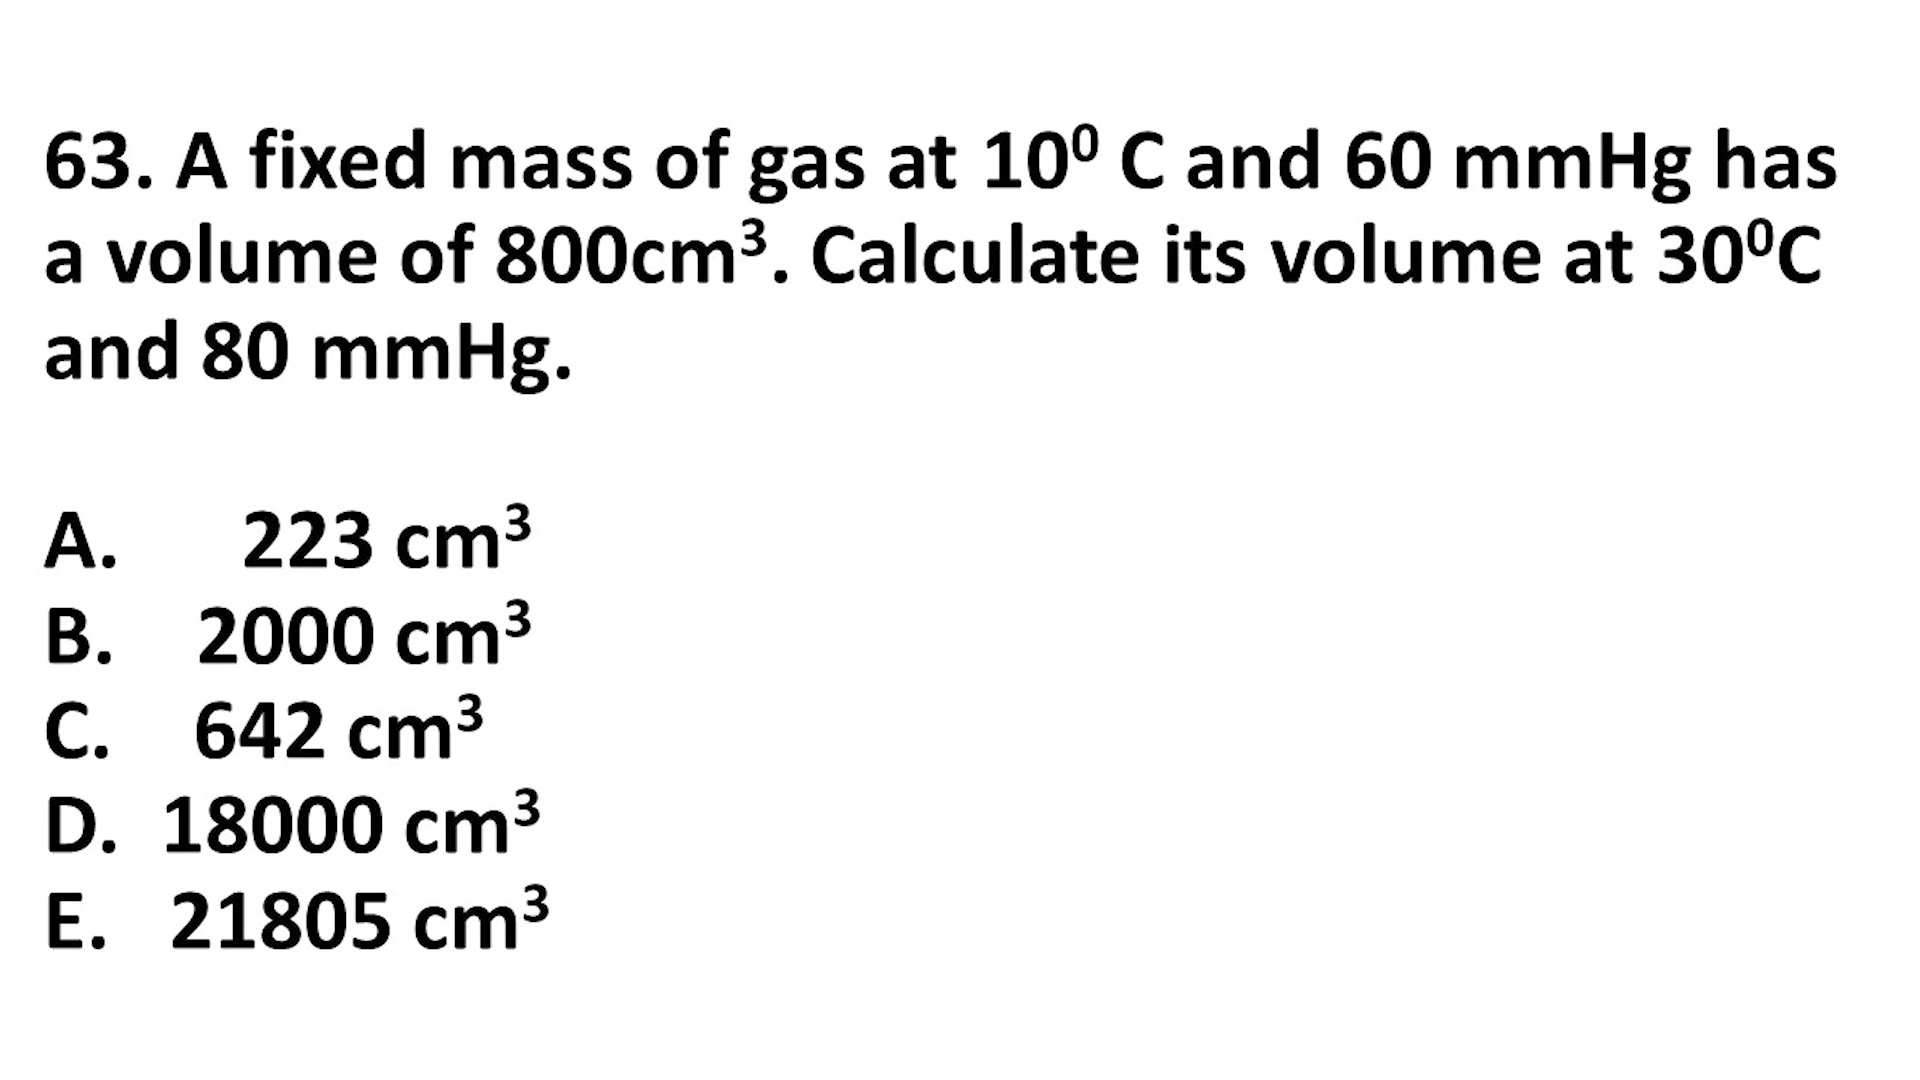 63. A fixed mass of gas at 10⁰ C and 60 mmHg has
a volume of 800cm³. Calculate its volume at 30⁰C
and 80 mmHg.
A. 223 cm³
B. 2000 cm³
C. 642 cm³
D. 18000 cm³
E. 21805 cm³